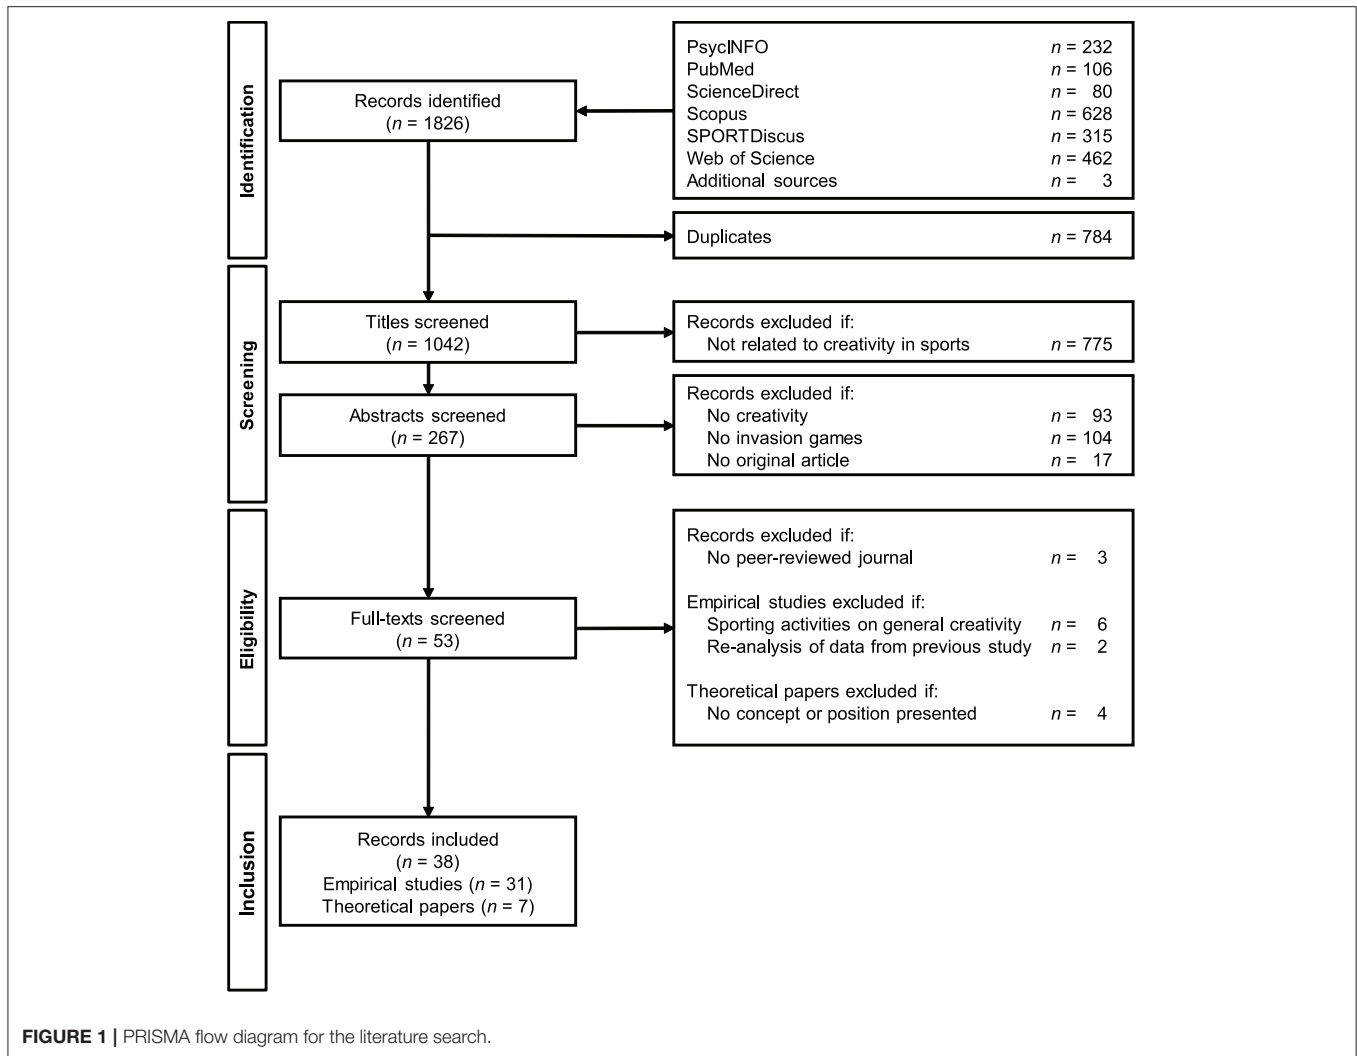 Identification
Records identified
(n = 1826)
PsycINFO n = 232
PubMed n = 106
ScienceDirect n = 80
Scopus n = 628
SPORTDiscus n = 315
Web of Science n = 462
Additional sources n = 3
Duplicates n = 784
Screening
Titles screened
(n = 1042)
Records excluded if:
Not related to creativity in sports n = 775
Abstracts screened
(n = 267)
Records excluded if:
No creativity n = 93
No invasion games n = 104
No original article n = 17
Eligibility
Full-texts screened
(n = 53)
Records excluded if:
No peer-reviewed journal n = 3
Empirical studies excluded if:
Sporting activities on general creativity n = 6
Re-analysis of data from previous study n = 2
Theoretical papers excluded if:
No concept or position presented n = 4
Inclusion
Records included
(n = 38)
Empirical studies (n = 31)
Theoretical papers (n = 7)
FIGURE 1 | PRISMA flow diagram for the literature search.